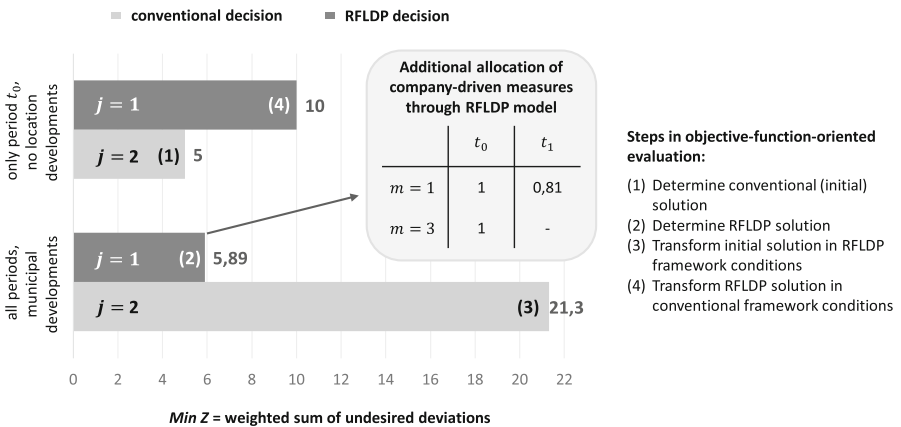 conventional decision
RFLDP decision
only period t₀,
no location
developments
j = 1
(4)
10
j = 2
(1)
5
all periods,
municipal
developments
j = 1
(2)
5,89
j = 2
(3)
21,3
Additional allocation of
company-driven measures
through RFLDP model
t₀ t₁
m = 1 1 0,81
m = 3 1 -
0 2 4 6 8 10 12 14 16 18 20 22
Min Z = weighted sum of undesired deviations
Steps in objective-function-oriented
evaluation:
(1) Determine conventional (initial)
solution
(2) Determine RFLDP solution
(3) Transform initial solution in RFLDP
framework conditions
(4) Transform RFLDP solution in
conventional framework conditions